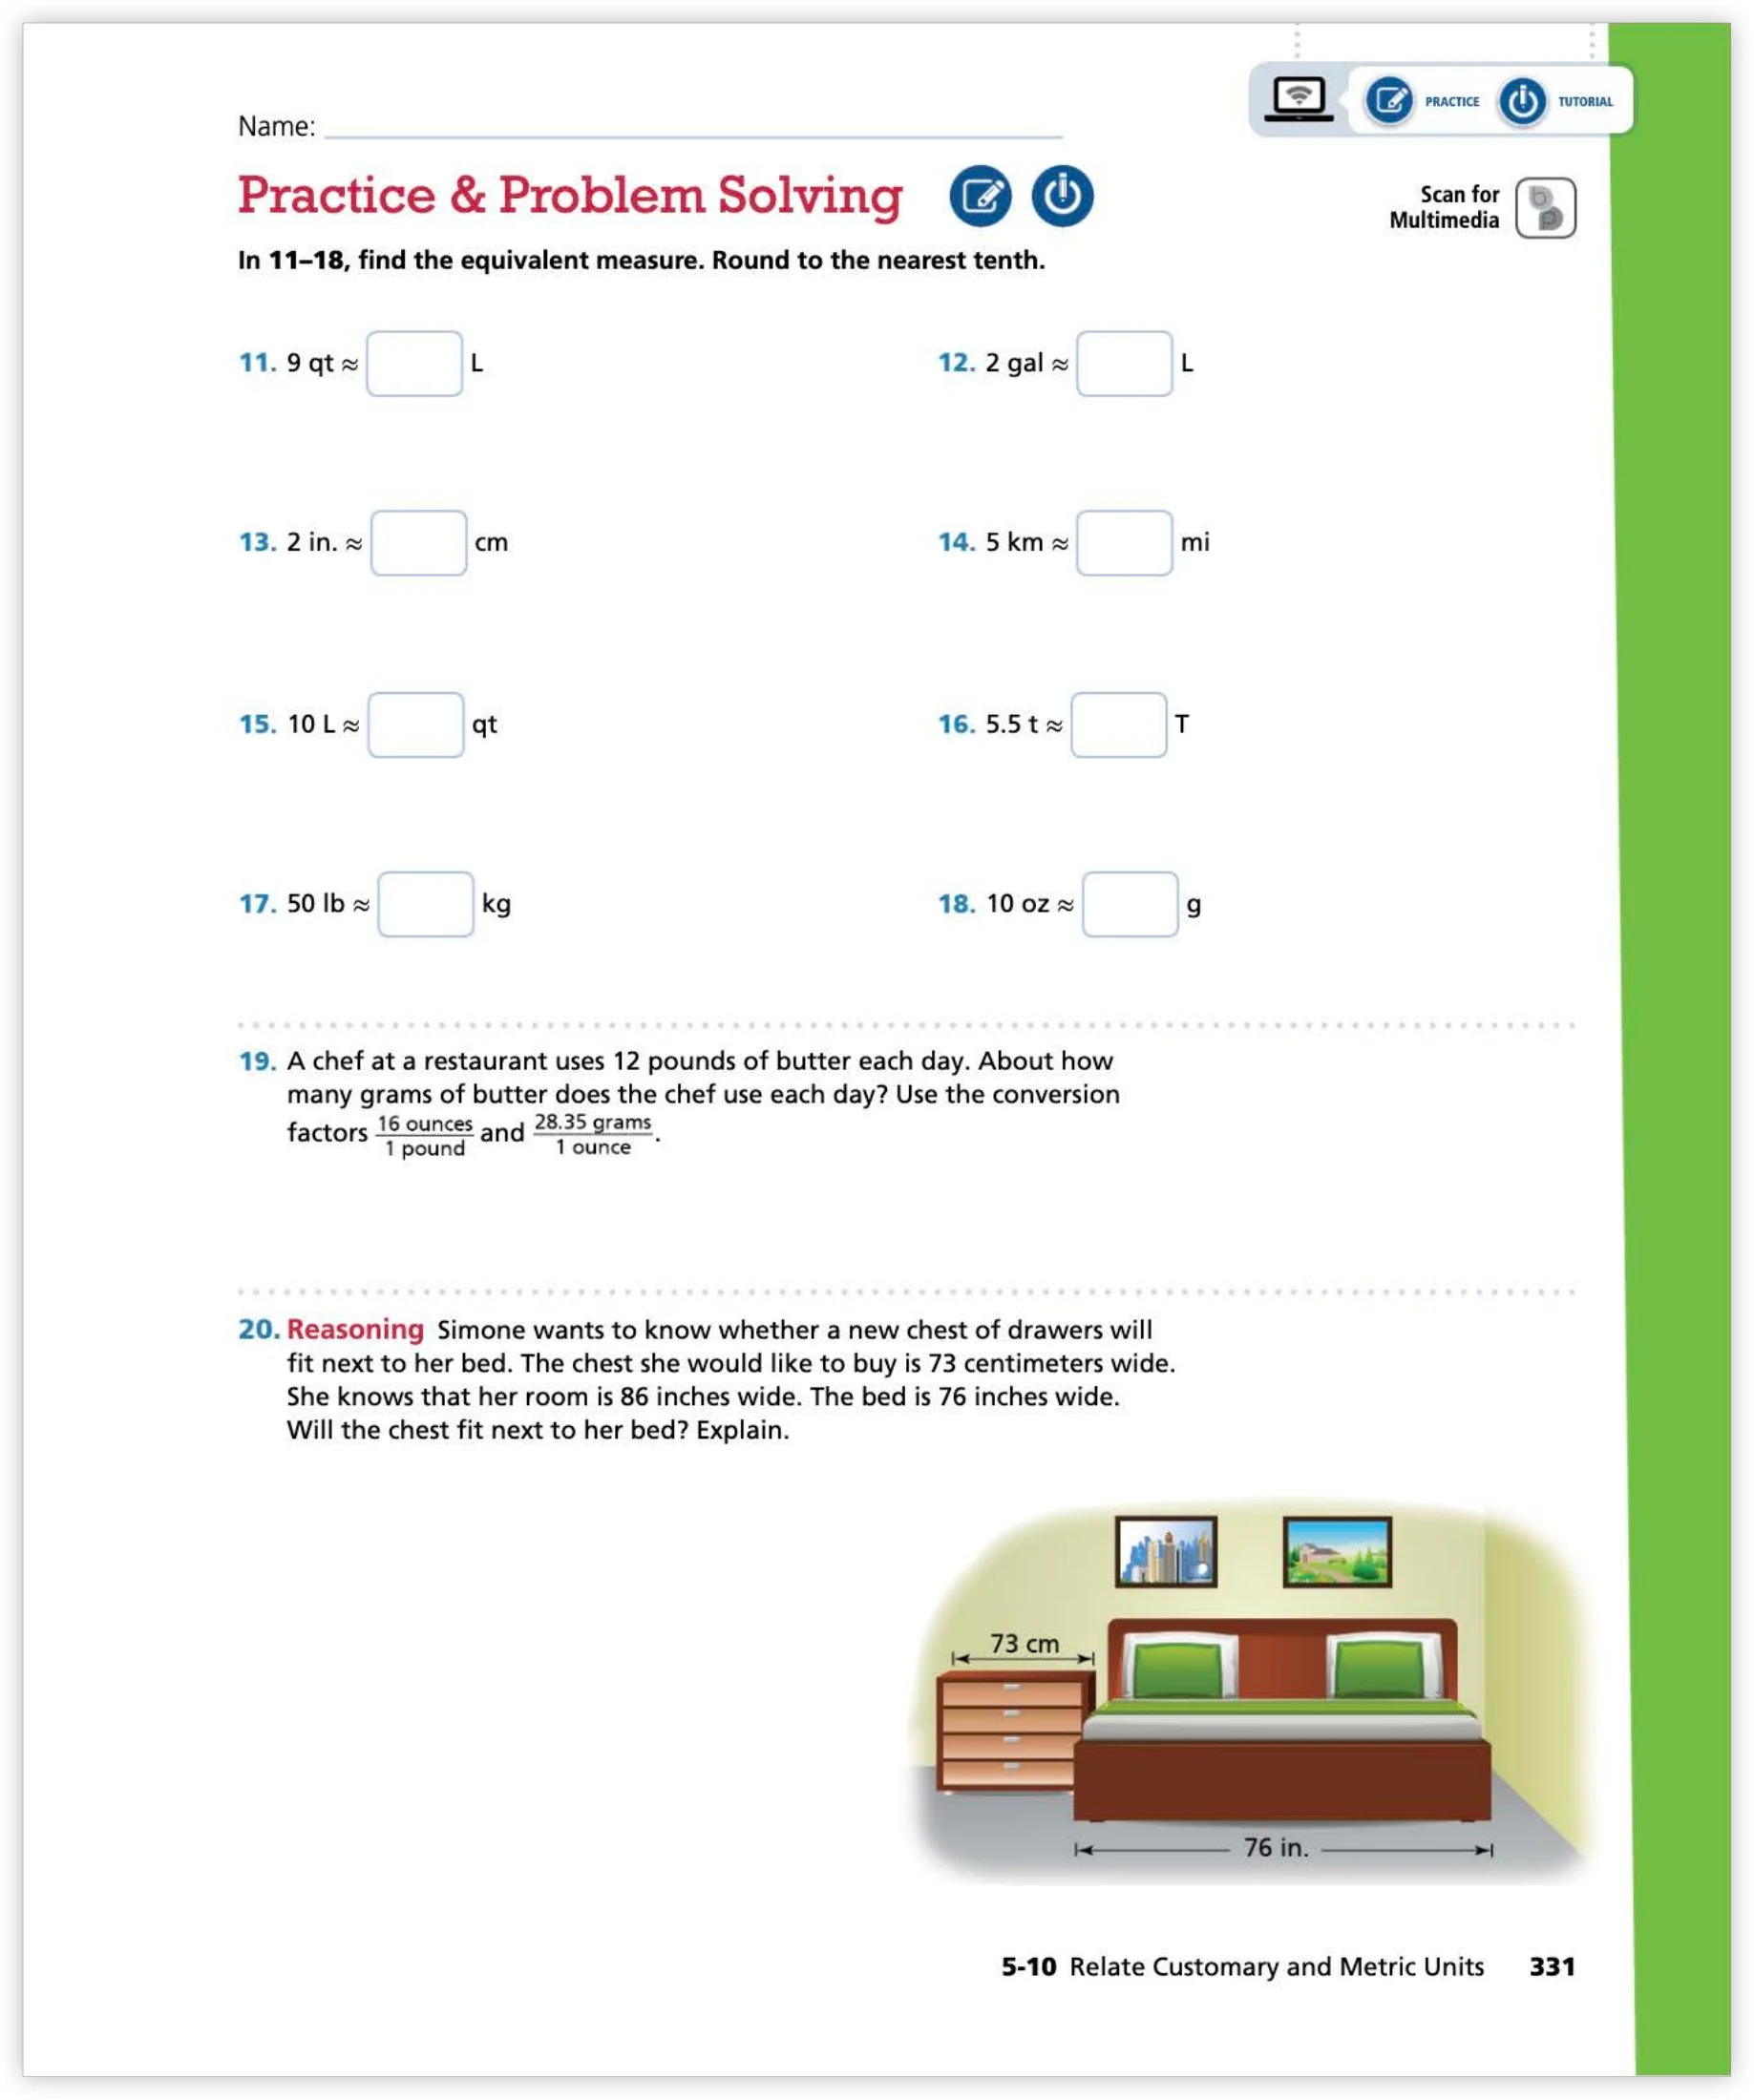 PRACTICE TUTORIAL
Name:
Practice & Problem Solving
Scan for
Multimedia
In 11–18, find the equivalent measure. Round to the nearest tenth.
11. 9 qt ≈ L
12. 2 gal ≈ L
13. 2 in. ≈ cm
14. 5 km ≈ mi
15. 10 L ≈ qt
16. 5.5 t ≈ T
17. 50 lb ≈ kg
18. 10 oz ≈ g
19. A chef at a restaurant uses 12 pounds of butter each day. About how
many grams of butter does the chef use each day? Use the conversion
factors 16 ounces/1 pound and 28.35 grams/1 ounce.
20. Reasoning Simone wants to know whether a new chest of drawers will
fit next to her bed. The chest she would like to buy is 73 centimeters wide.
She knows that her room is 86 inches wide. The bed is 76 inches wide.
Will the chest fit next to her bed? Explain.
73 cm
76 in.
5-10 Relate Customary and Metric Units 331